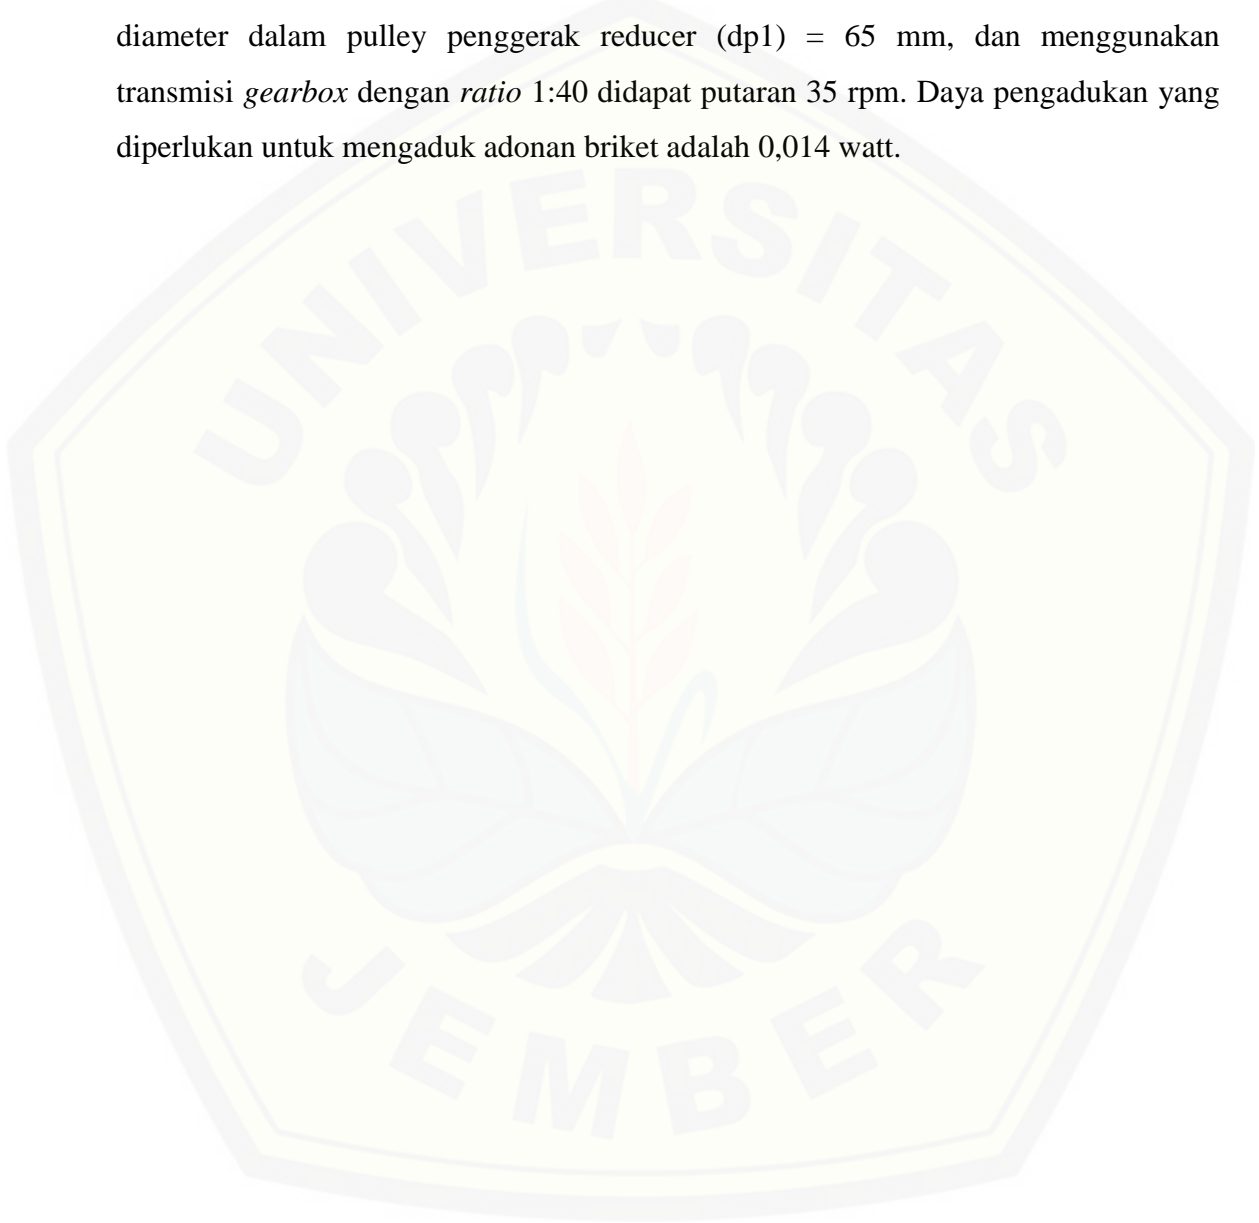 diameter dalam pulley penggerak reducer (dp1) = 65 mm, dan menggunakan
transmisi gearbox dengan ratio 1:40 didapat putaran 35 rpm. Daya pengadukan yang
diperlukan untuk mengaduk adonan briket adalah 0,014 watt.
UNIVERSITAS
JEMBER